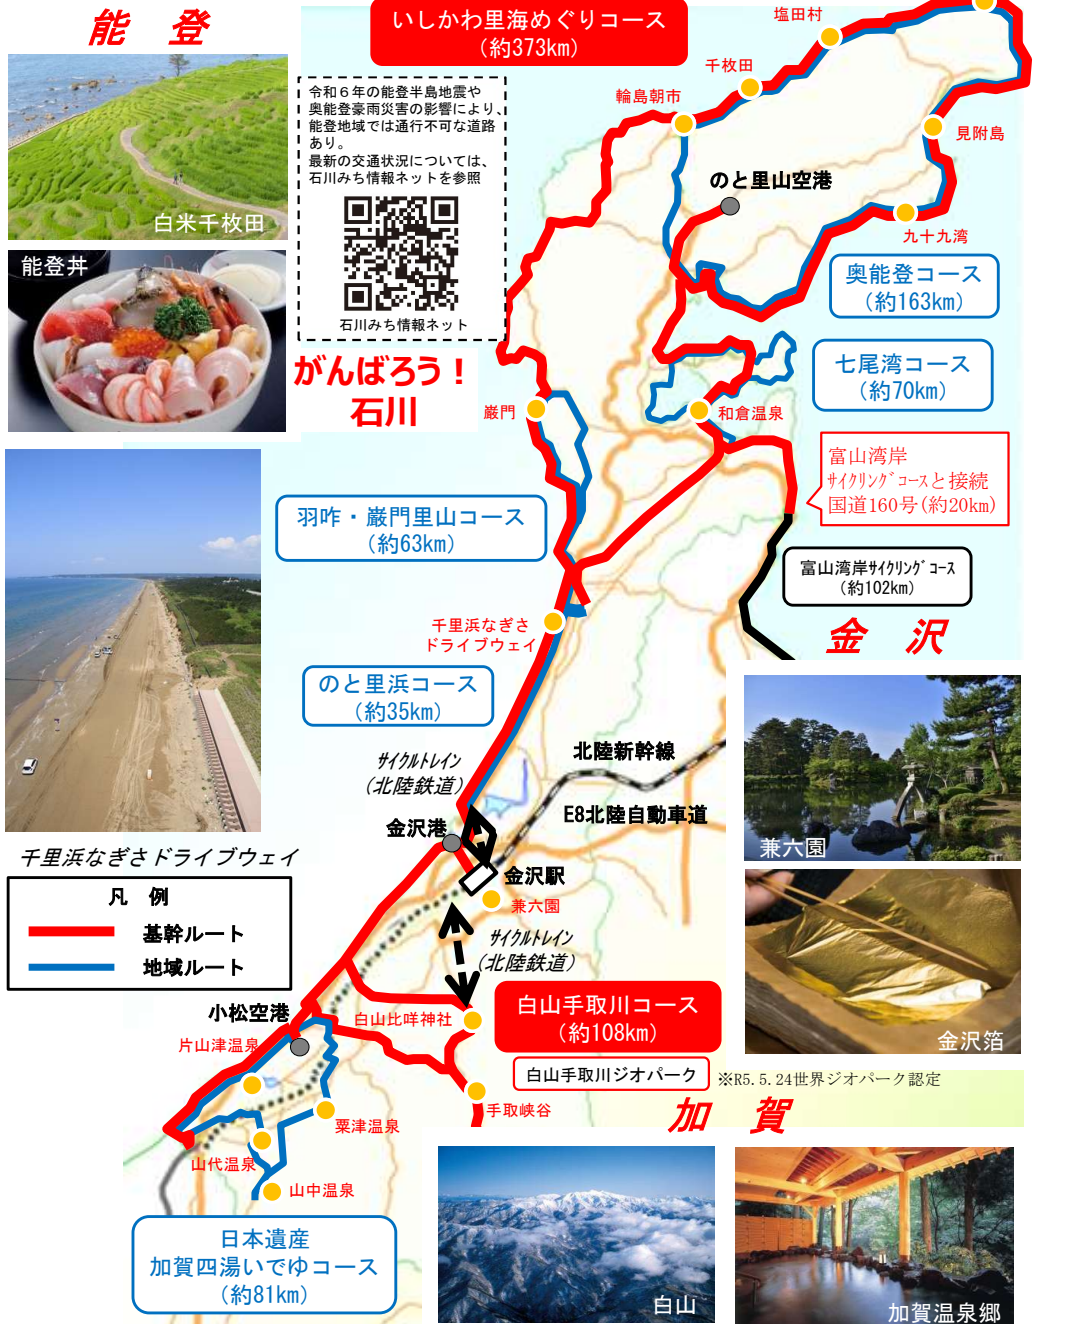 能 登
いしかわ里海めぐりコース
(約373km)
塩田村
千枚田
輪島朝市
見附島
のと里山空港
九十九湾
令和６年の能登半島地震や
奥能登豪雨災害の影響により、
能登地域では通行不可な道路
あり。
最新の交通状況については、
石川みち情報ネットを参照
石川みち情報ネット
白米千枚田
能登丼
がんばろう！
石川
奥能登コース
(約163km)
七尾湾コース
(約70km)
巌門
和倉温泉
富山湾岸
ｻｲｸﾘﾝｸﾞｺｰｽと接続
国道160号(約20km)
羽咋・巌門里山コース
(約63km)
富山湾岸ｻｲｸﾘﾝｸﾞｺｰｽ
(約102km)
千里浜なぎさ
ドライブウェイ
金 沢
のと里浜コース
(約35km)
ｻｲｸﾙﾄﾚｲﾝ
(北陸鉄道)
北陸新幹線
E8北陸自動車道
金沢港
金沢駅
兼六園
兼六園
千里浜なぎさドライブウェイ
凡 例
基幹ルート
地域ルート
ｻｲｸﾙﾄﾚｲﾝ
(北陸鉄道)
金沢箔
小松空港
片山津温泉
白山比咩神社
白山手取川コース
(約108km)
白山手取川ジオパーク
※R5.5.24世界ジオパーク認定
手取峡谷
加 賀
粟津温泉
山代温泉
山中温泉
日本遺産
加賀四湯いでゆコース
(約81km)
白山
加賀温泉郷